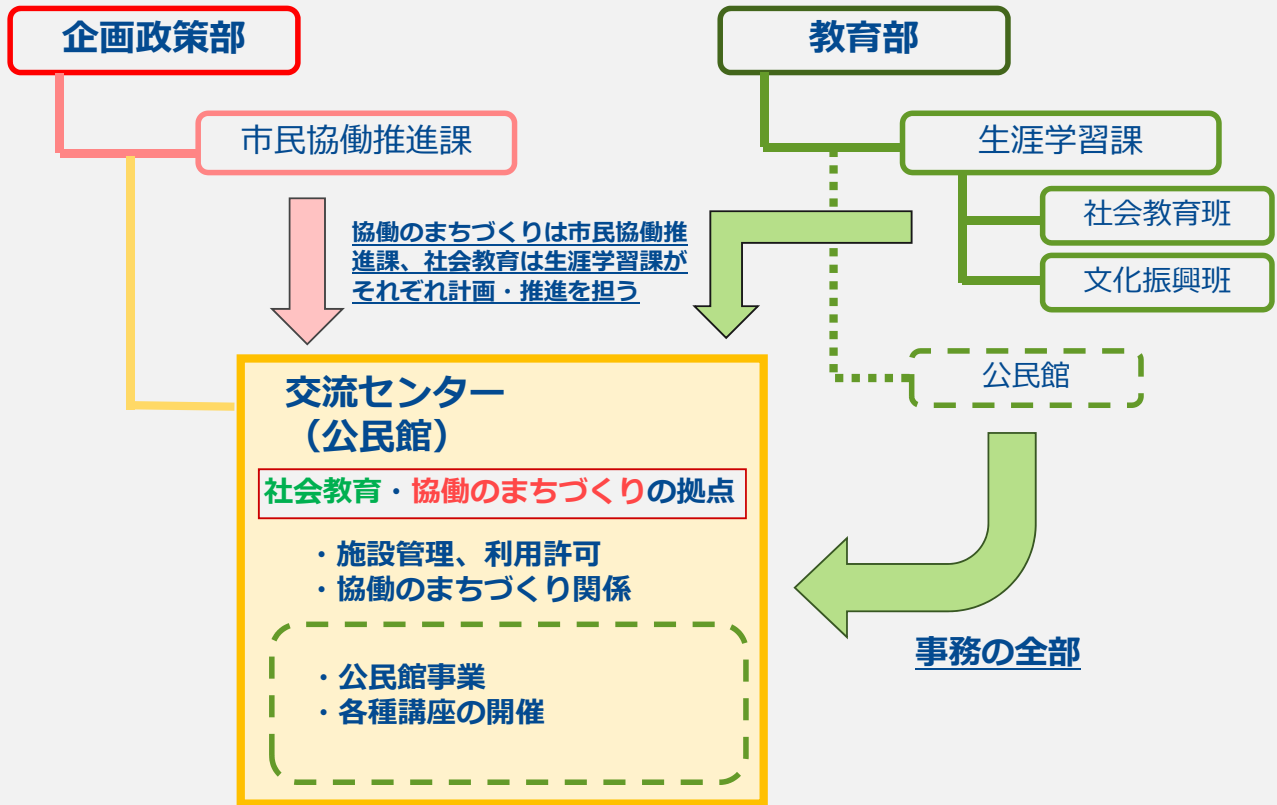 企画政策部
教育部
市民協働推進課
生涯学習課
社会教育班
文化振興班
協働のまちづくりは市民協働推
進課、社会教育は生涯学習課が
それぞれ計画・推進を担う
公民館
交流センター
（公民館）
社会教育・協働のまちづくりの拠点
・施設管理、利用許可
・協働のまちづくり関係
・公民館事業
・各種講座の開催
事務の全部